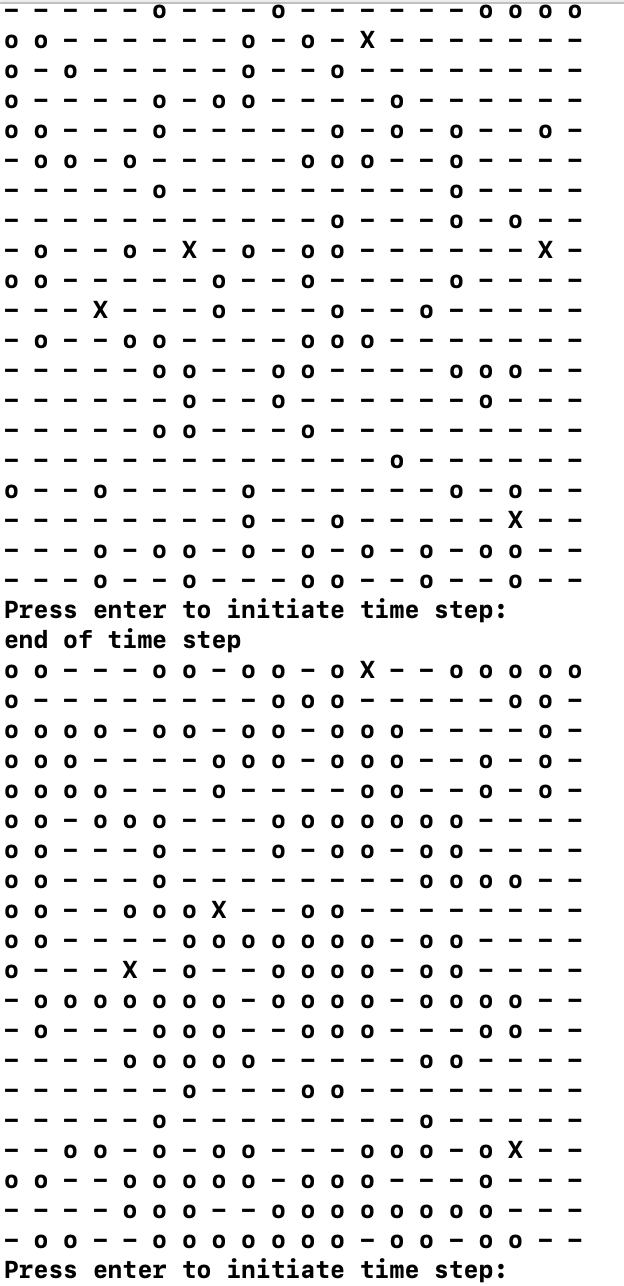 - - - - - o - - - o - - - - - - o o o o
o o - - - - - - o - o - X - - - - - - -
o - o - - - - - o - - o - - - - - - - -
o - - - - o - o o - - - - o - - - - - -
o o - - - o - - - - - o - o - o - - o -
- o o - o - - - - - o o o - - o - - - -
- - - - - o - - - - - - - - - o - - - -
- - - - - - - - - - - o - - - o - o - -
- o - - o - X - o - o o - - - - - - X -
o o - - - - - o - - o - - - - o - - - -
- - - X - - - o - - - o - - o - - - - -
- o - - o o - - - - o o o - - - - - - -
- - - - - o o - - o o - - - - o o o - -
- - - - - - o - - o - - - - - - o - - -
- - - - - o o - - - o - - - - - - - - -
- - - - - - - - - - - - - o - - - - - -
o - - o - - - - o - - - - - - o - o - -
- - - - - - - - o - - o - - - - - X - -
- - - o - o o - o - o - o - o - o o - -
- - - o - - o - - - o o - - o - - o - -
Press enter to initiate time step:
end of time step
o o - - - o o - o o - o X - - o o o o o
o - - - - - - - - o o o - - - - - o o -
o o o o - o o - o o - o o o - - - - o -
o o o - - - - o o o - o o o - - o - o -
o o o o - - - o - - - - o o - - o - o -
o o - o o o - - - o o o o o o o - - - -
o o - - - o - - - o - o o - o o - - - -
o o - - - o - - - - - - - - o o o o - -
o o - - o o o X - - o o - - - - - - - -
o o - - - - o o o o o o o - o o - - - -
o - - - X - o - - o o o o - o o - - - -
- o o o o o o o - o o o o - o o o o - -
- o - - - o o o - - o o o - - - o o - -
- - - - o o o o o - - - - - o o - - - -
- - - - - - o - - - o o - - - - - - - -
- - - - - o - - - - - - - - o - - - - -
- - o o - o - o o - - - o o o - o X - -
o o - - o o o o o - o o o - - - o - - -
- - - - o o o - - o o o o o o o o - - -
- o o - - o o o o o o o - o o - o o - -
Press enter to initiate time step: